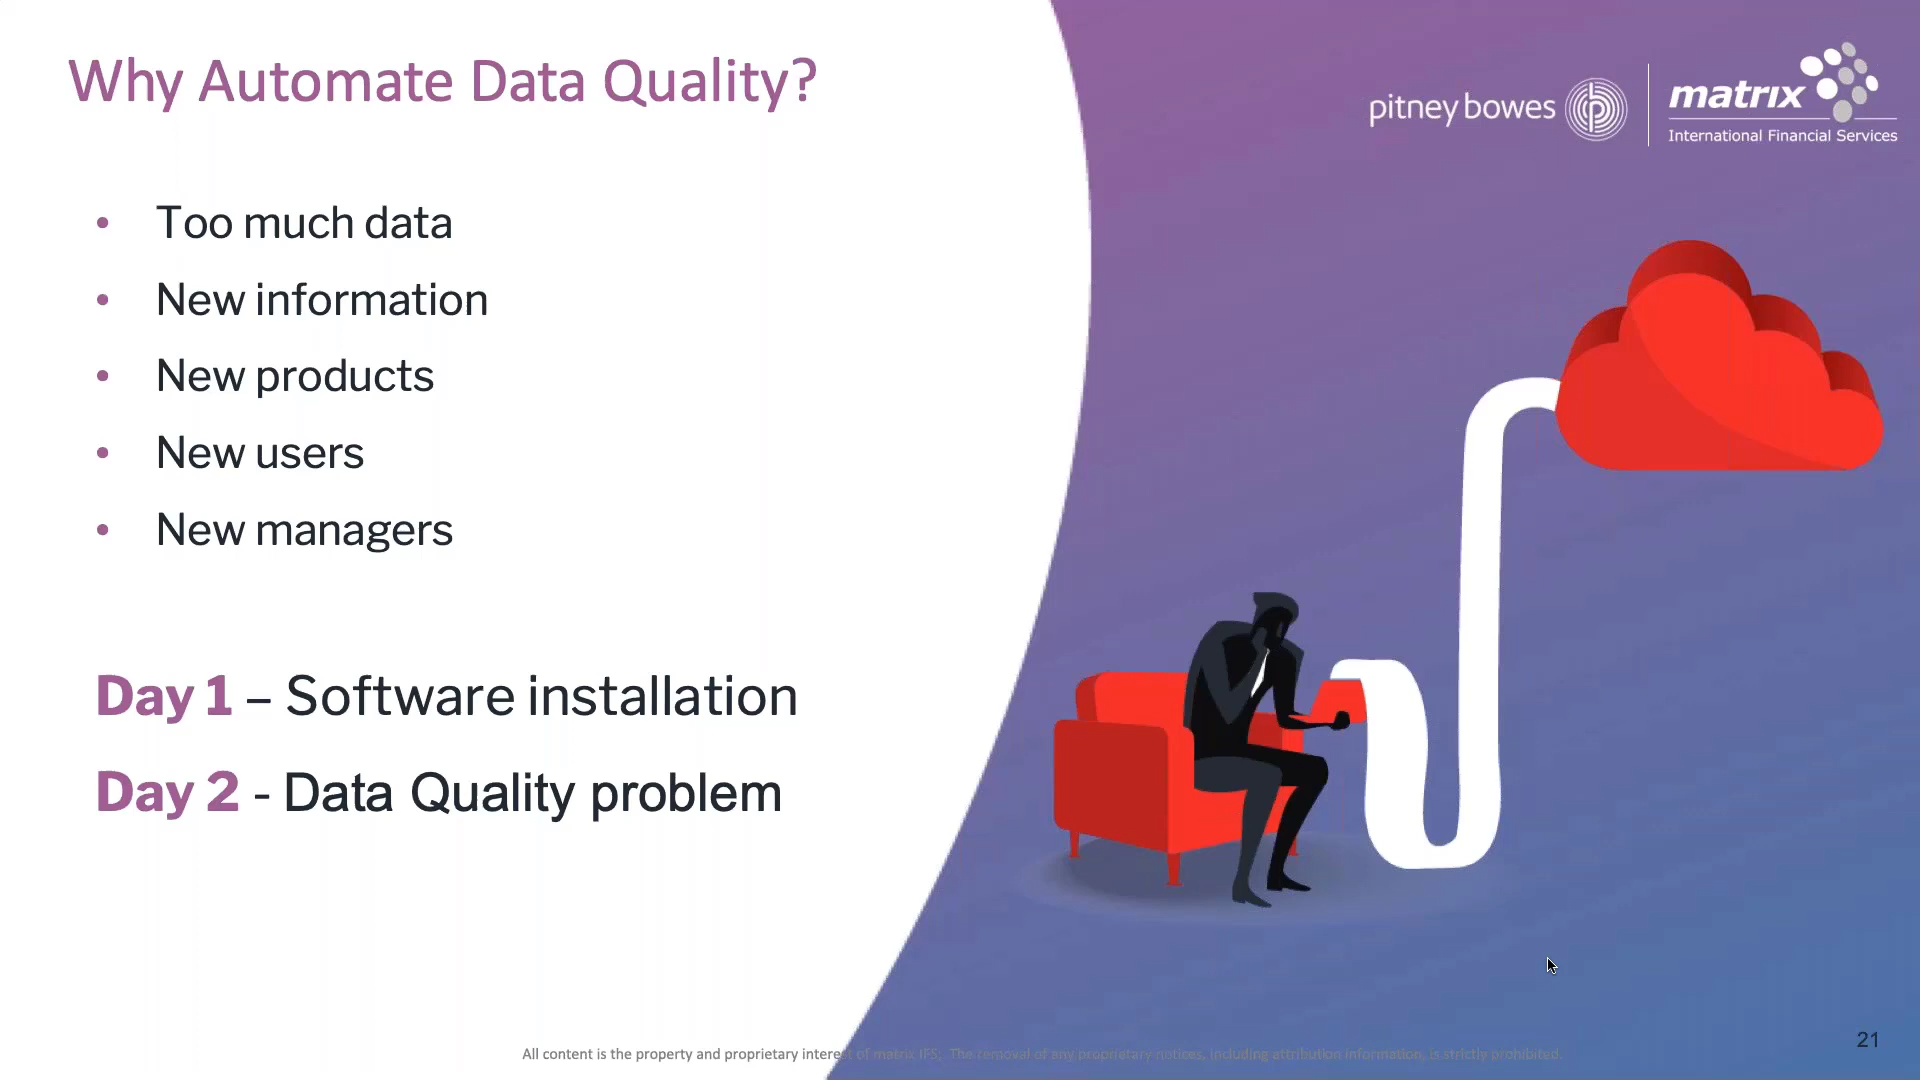 Why Automate Data Quality?
pitney bowes
matrix
International Financial Services
• Too much data
• New information
• New products
• New users
• New managers
Day 1 – Software installation
Day 2 - Data Quality problem
All content is the property and proprietary interest of matrix IFS; The removal of any proprietary notices, including attribution information, is strictly prohibited.
21